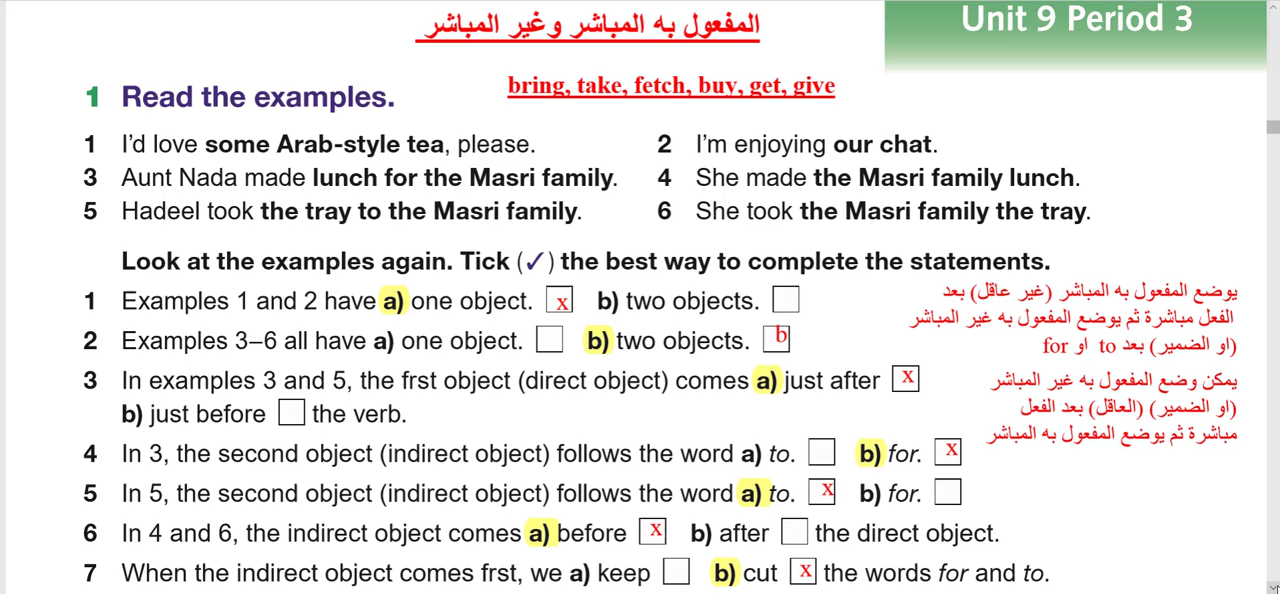 المفعول به المباشر وغير المباشر
Unit 9 Period 3
bring, take, fetch, buy, get, give
1 Read the examples.
1 I'd love some Arab-style tea, please.
2 I'm enjoying our chat.
3 Aunt Nada made lunch for the Masri family.
4 She made the Masri family lunch.
5 Hadeel took the tray to the Masri family.
6 She took the Masri family the tray.
Look at the examples again. Tick (✓) the best way to complete the statements.
1 Examples 1 and 2 have a) one object. x b) two objects.
2 Examples 3–6 all have a) one object. b) two objects. b
3 In examples 3 and 5, the frst object (direct object) comes a) just after x
b) just before the verb.
4 In 3, the second object (indirect object) follows the word a) to. b) for. x
5 In 5, the second object (indirect object) follows the word a) to. x b) for.
6 In 4 and 6, the indirect object comes a) before x b) after the direct object.
7 When the indirect object comes frst, we a) keep b) cut x the words for and to.
يوضع المفعول به المباشر (غير عاقل) بعد
الفعل مباشرة ثم يوضع المفعول به غير المباشر
(او الضمير) بعد to او for
يمكن وضع المفعول به غير المباشر
(او الضمير) (العاقل) بعد الفعل
مباشرة ثم يوضع المفعول به المباشر